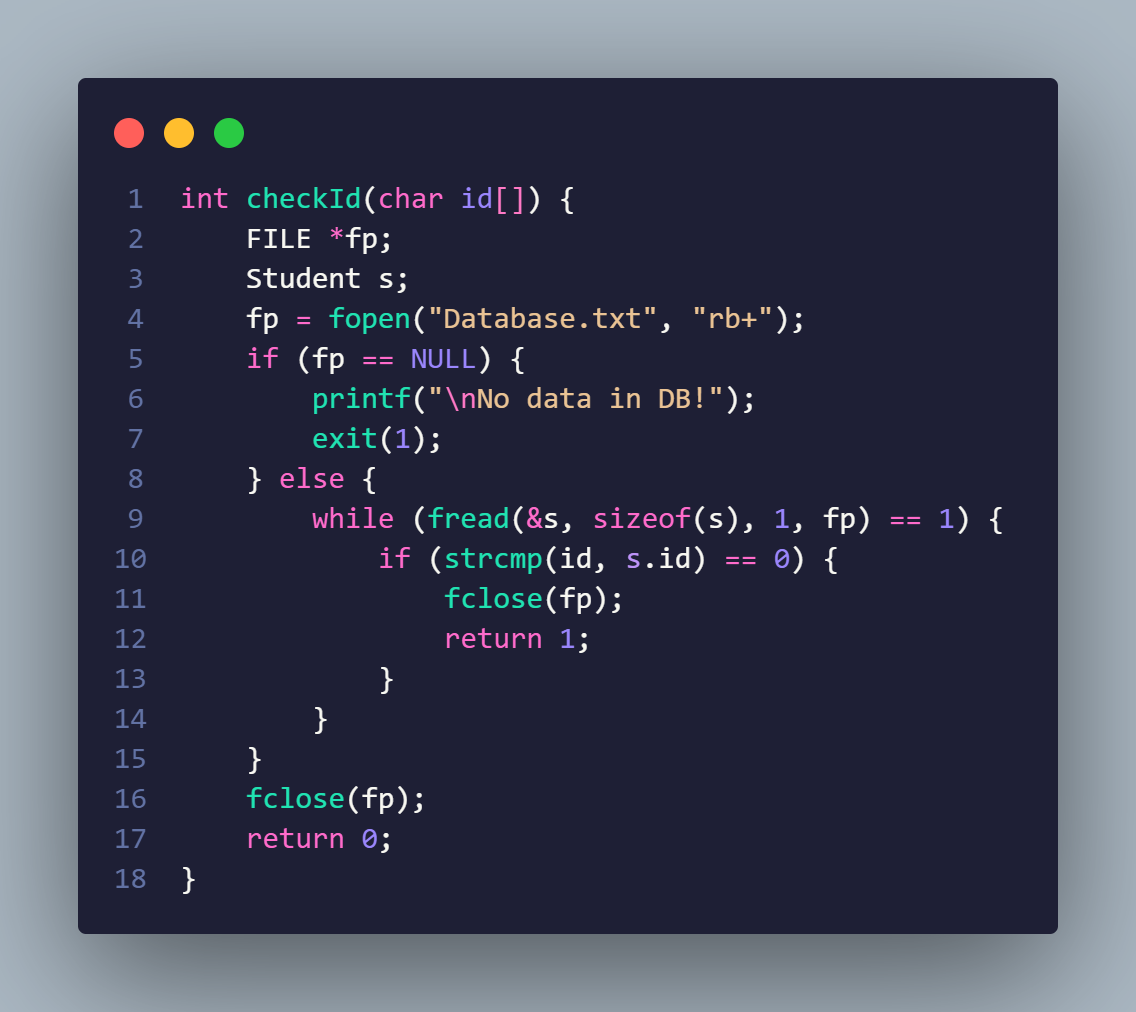 1 int checkId(char id[]) {
2     FILE *fp;
3     Student s;
4     fp = fopen("Database.txt", "rb+");
5     if (fp == NULL) {
6         printf("\nNo data in DB!");
7         exit(1);
8     } else {
9         while (fread(&s, sizeof(s), 1, fp) == 1) {
10             if (strcmp(id, s.id) == 0) {
11                 fclose(fp);
12                 return 1;
13             }
14         }
15     }
16     fclose(fp);
17     return 0;
18 }